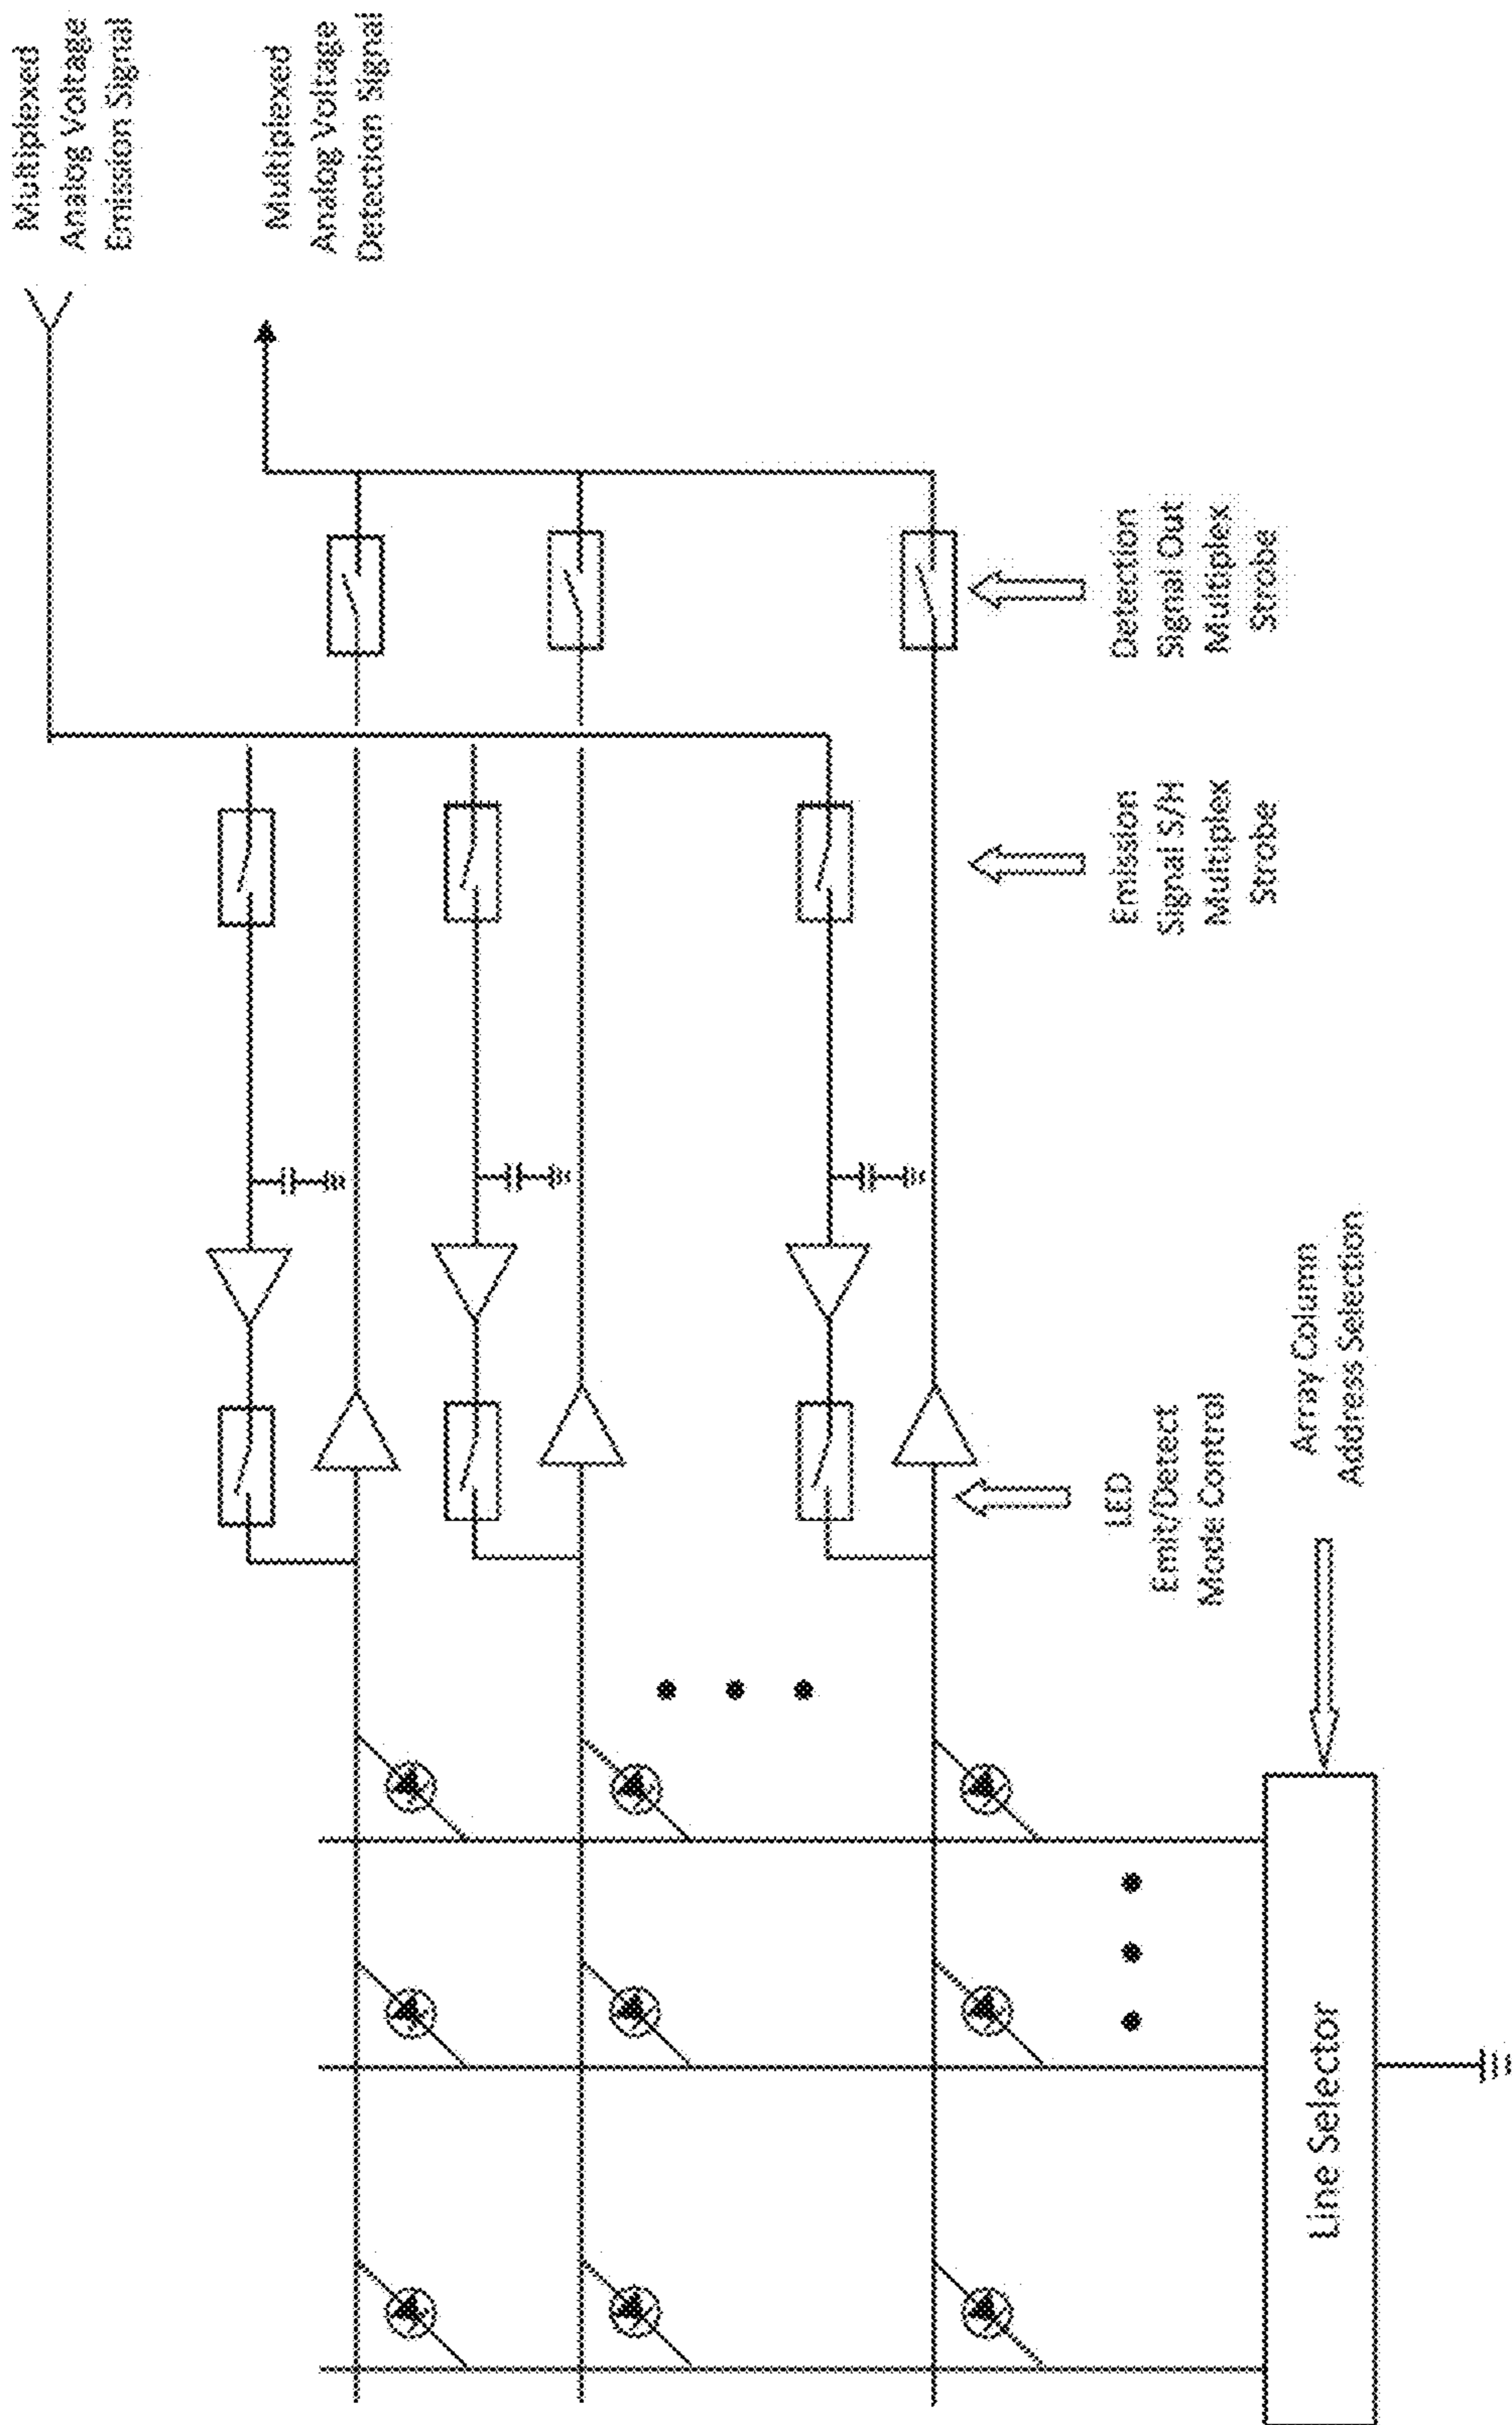 Multiplexed
Analog Voltage
Emission Signal
Multiplexed
Analog Voltage
Detection Signal
Detection
Signal Out
Multiplex
Strobe
Emission
Signal S/H
Multiplex
Strobe
LED
Emit/Detect
Mode Control
Array Column
Address Selection
Line Selector